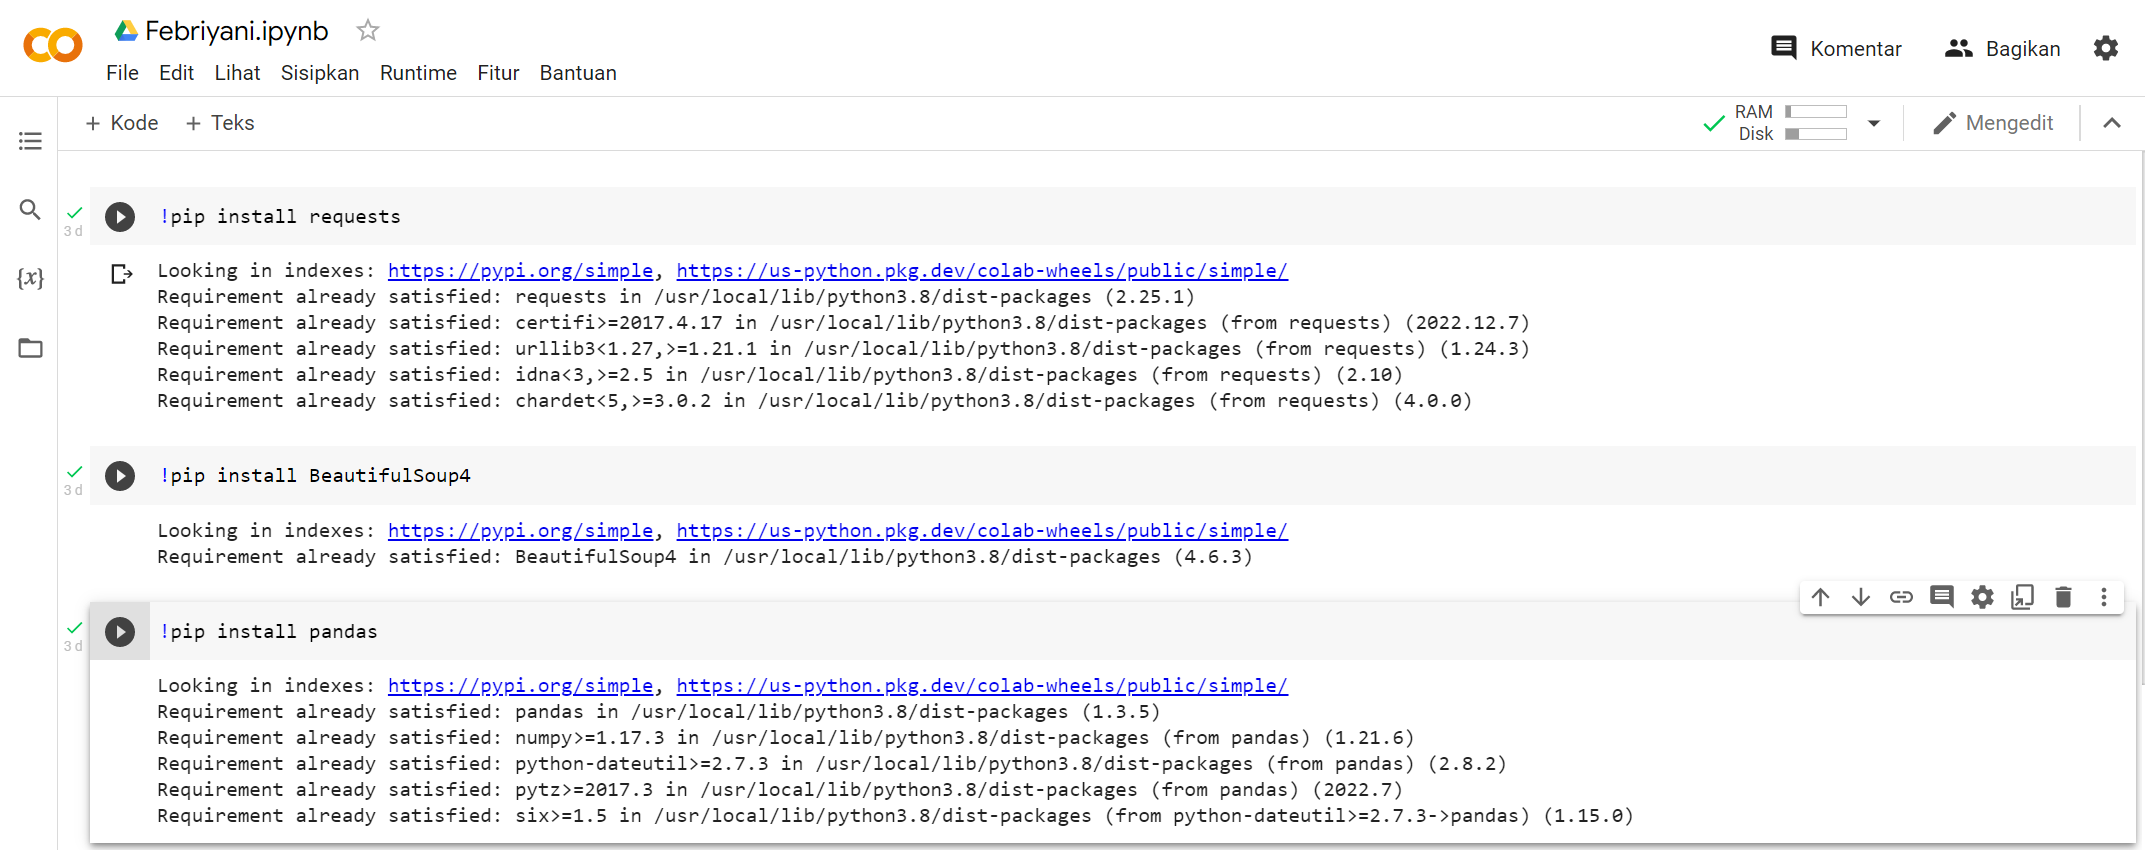 Febriyani.ipynb
File Edit Lihat Sisipkan Runtime Fitur Bantuan
Komentar Bagikan
+ Kode + Teks
RAM
Disk
Mengedit
3 d
!pip install requests
Looking in indexes: https://pypi.org/simple, https://us-python.pkg.dev/colab-wheels/public/simple/
Requirement already satisfied: requests in /usr/local/lib/python3.8/dist-packages (2.25.1)
Requirement already satisfied: certifi>=2017.4.17 in /usr/local/lib/python3.8/dist-packages (from requests) (2022.12.7)
Requirement already satisfied: urllib3<1.27,>=1.21.1 in /usr/local/lib/python3.8/dist-packages (from requests) (1.24.3)
Requirement already satisfied: idna<3,>=2.5 in /usr/local/lib/python3.8/dist-packages (from requests) (2.10)
Requirement already satisfied: chardet<5,>=3.0.2 in /usr/local/lib/python3.8/dist-packages (from requests) (4.0.0)
3 d
!pip install BeautifulSoup4
Looking in indexes: https://pypi.org/simple, https://us-python.pkg.dev/colab-wheels/public/simple/
Requirement already satisfied: BeautifulSoup4 in /usr/local/lib/python3.8/dist-packages (4.6.3)
3 d
!pip install pandas
Looking in indexes: https://pypi.org/simple, https://us-python.pkg.dev/colab-wheels/public/simple/
Requirement already satisfied: pandas in /usr/local/lib/python3.8/dist-packages (1.3.5)
Requirement already satisfied: numpy>=1.17.3 in /usr/local/lib/python3.8/dist-packages (from pandas) (1.21.6)
Requirement already satisfied: python-dateutil>=2.7.3 in /usr/local/lib/python3.8/dist-packages (from pandas) (2.8.2)
Requirement already satisfied: pytz>=2017.3 in /usr/local/lib/python3.8/dist-packages (from pandas) (2022.7)
Requirement already satisfied: six>=1.5 in /usr/local/lib/python3.8/dist-packages (from python-dateutil>=2.7.3->pandas) (1.15.0)